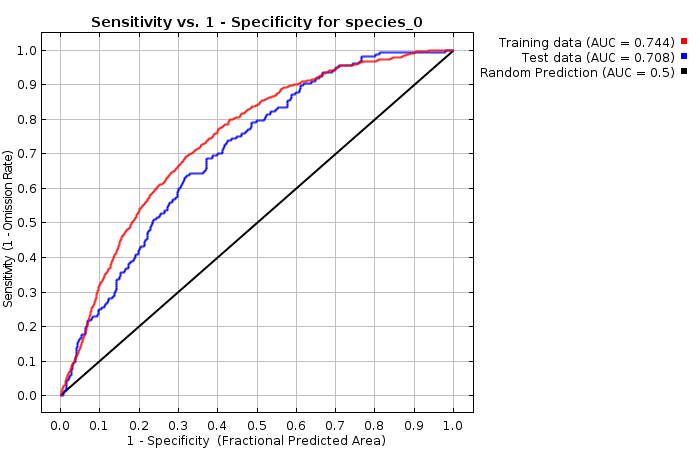 Sensitivity vs. 1 - Specificity for species_0
Training data (AUC = 0.744)
Test data (AUC = 0.708)
Random Prediction (AUC = 0.5)
Sensitivity (1 - Omission Rate)
1.0
0.9
0.8
0.7
0.6
0.5
0.4
0.3
0.2
0.1
0.0
0.0 0.1 0.2 0.3 0.4 0.5 0.6 0.7 0.8 0.9 1.0
1 - Specificity (Fractional Predicted Area)